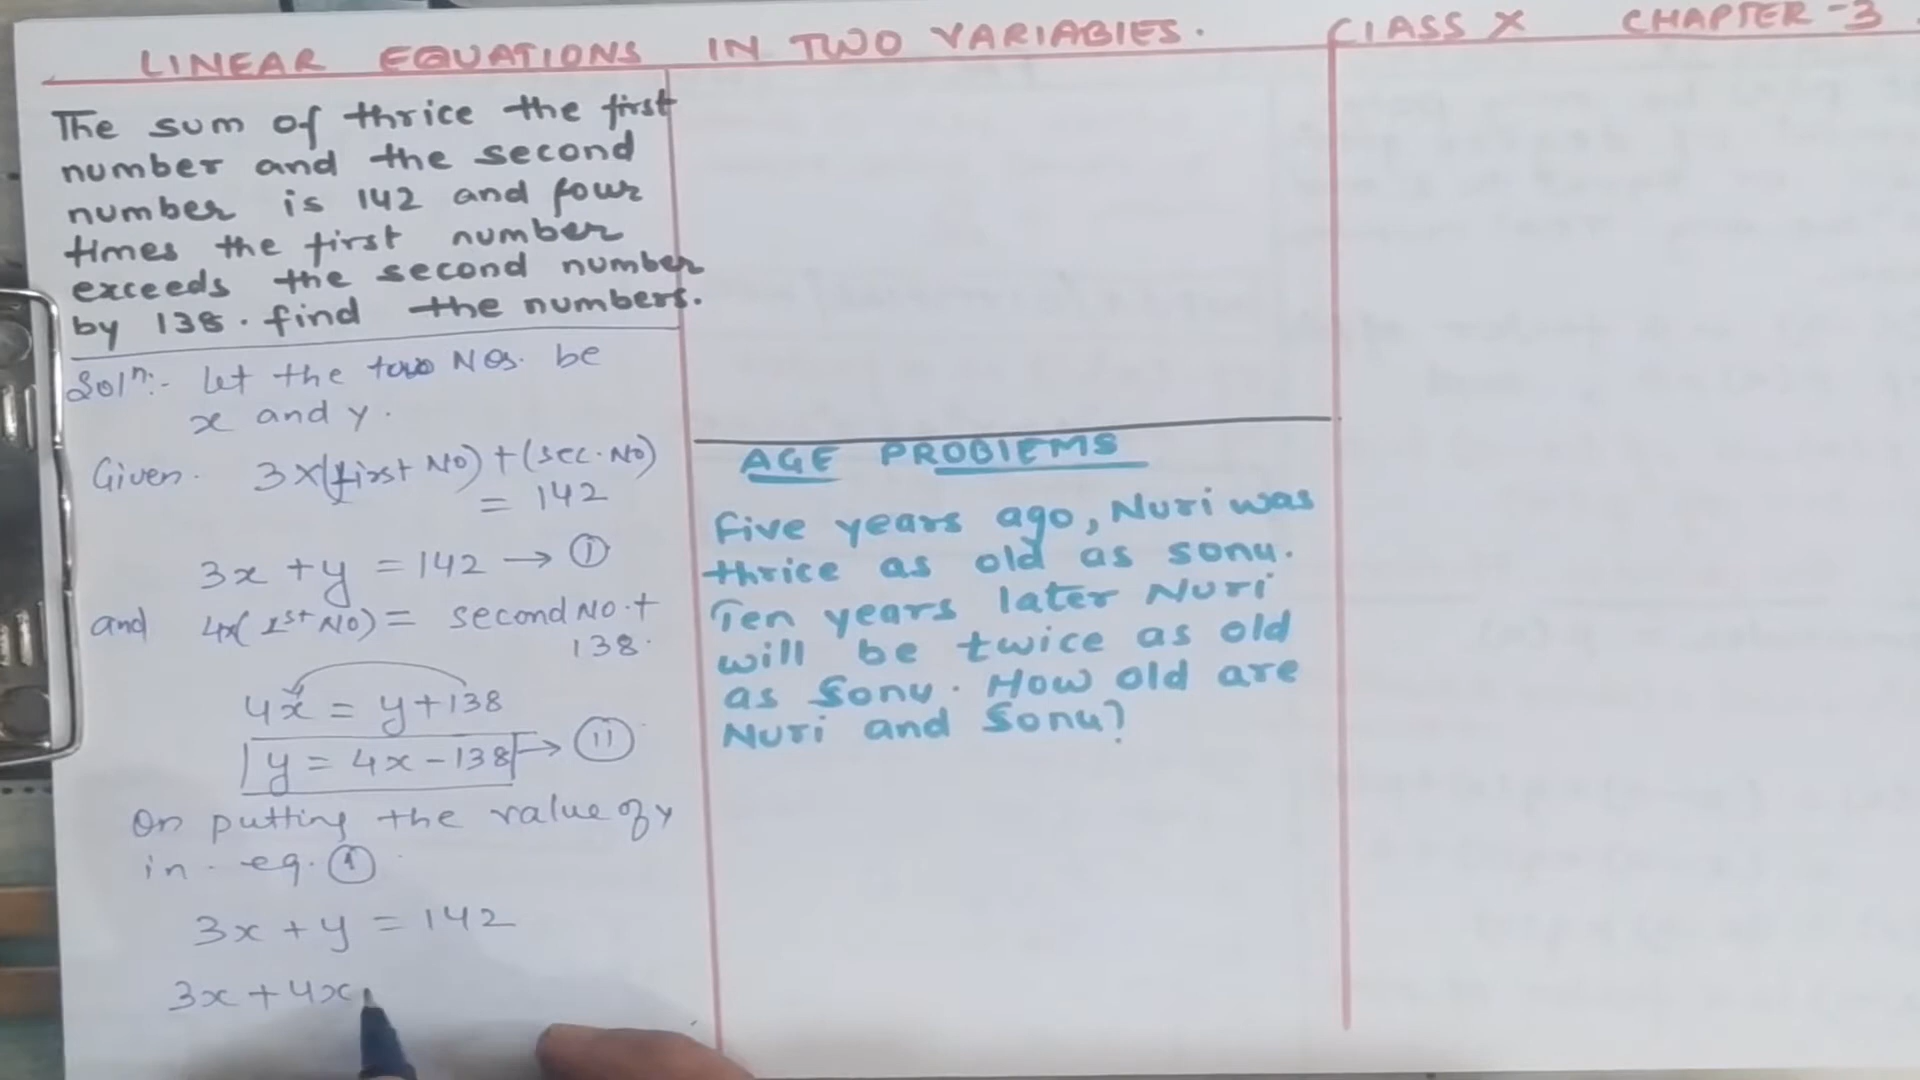 LINEAR EQUATIONS IN TWO VARIABLES. CLASS X CHAPTER-3
The sum of thrice the first
number and the second
number is 142 and four
times the first number
exceeds the second number
by 138. find the numbers.
Solⁿ:- Let the two NOs. be
x and y.
Given. 3×(first NO)+(sec.NO)
= 142
3x + y = 142 → (i)
and 4×(1st NO) = second NO.+
138.
4x = y+138
y = 4x-138 → (ii)
On putting the value of y
in eq. (1)
3x + y = 142
3x + 4x
AGE PROBLEMS
Five years ago, Nuri was
thrice as old as sonu.
Ten years later Nuri
will be twice as old
as Sonu. How old are
Nuri and Sonu?